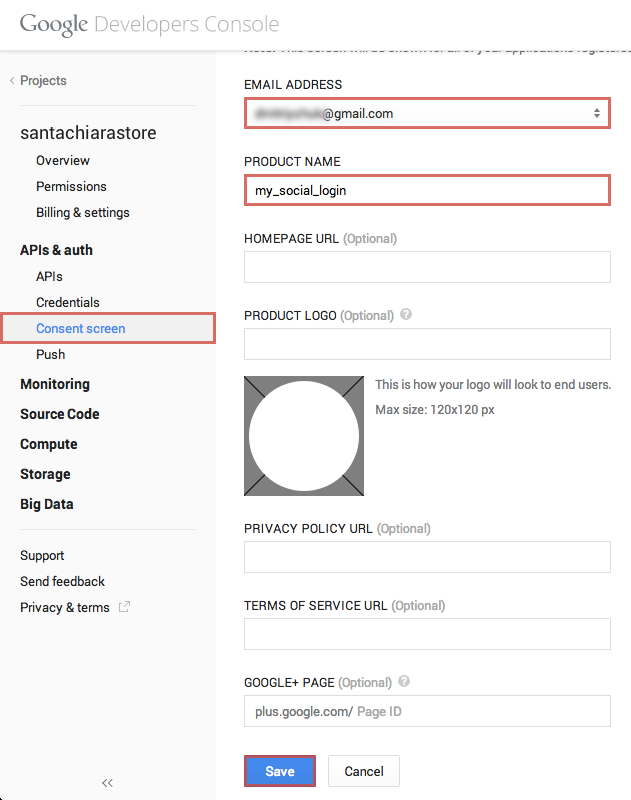 Google Developers Console
Projects
santachiarastore
Overview
Permissions
Billing & settings
APIs & auth
APIs
Credentials
Consent screen
Push
Monitoring
Source Code
Compute
Storage
Big Data
Support
Send feedback
Privacy & terms
EMAIL ADDRESS
@gmail.com
PRODUCT NAME
my_social_login
HOMEPAGE URL (Optional)
PRODUCT LOGO (Optional) ?
This is how your logo will look to end users.
Max size: 120x120 px
PRIVACY POLICY URL (Optional)
TERMS OF SERVICE URL (Optional)
GOOGLE+ PAGE (Optional) ?
plus.google.com/ Page ID
Save
Cancel